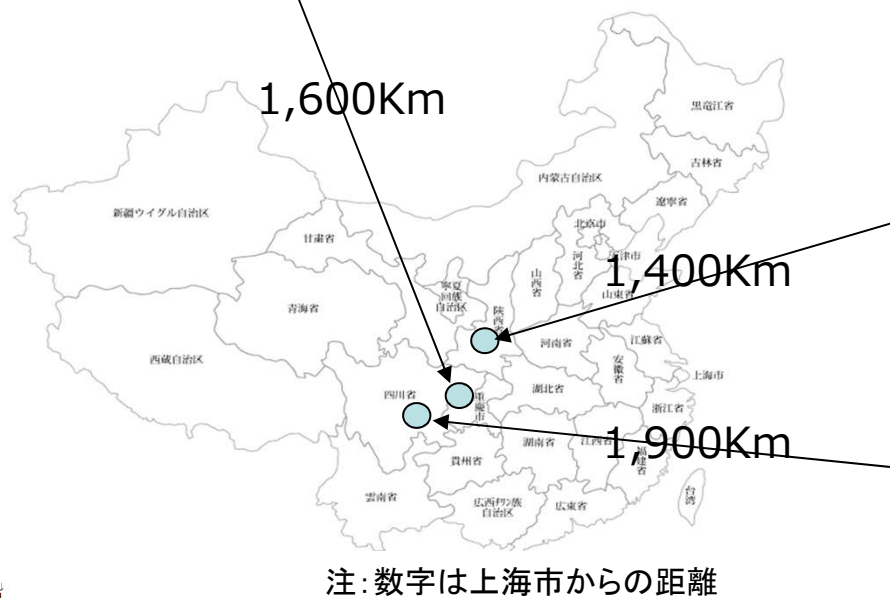 1,600Km
黒竜江省
吉林省
内蒙古自治区
遼寧省
新疆ウイグル自治区
北京市
甘粛省
天津市
河北省
1,400Km
山西省
寧夏
回族
自治区
山東省
青海省
陝西省
江蘇省
河南省
西蔵自治区
安徽省
上海市
四川省
湖北省
重慶市
浙江省
湖南省
江西省
1,900Km
貴州省
福建省
雲南省
広西チワン族
自治区
広東省
台湾
注:数字は上海市からの距離